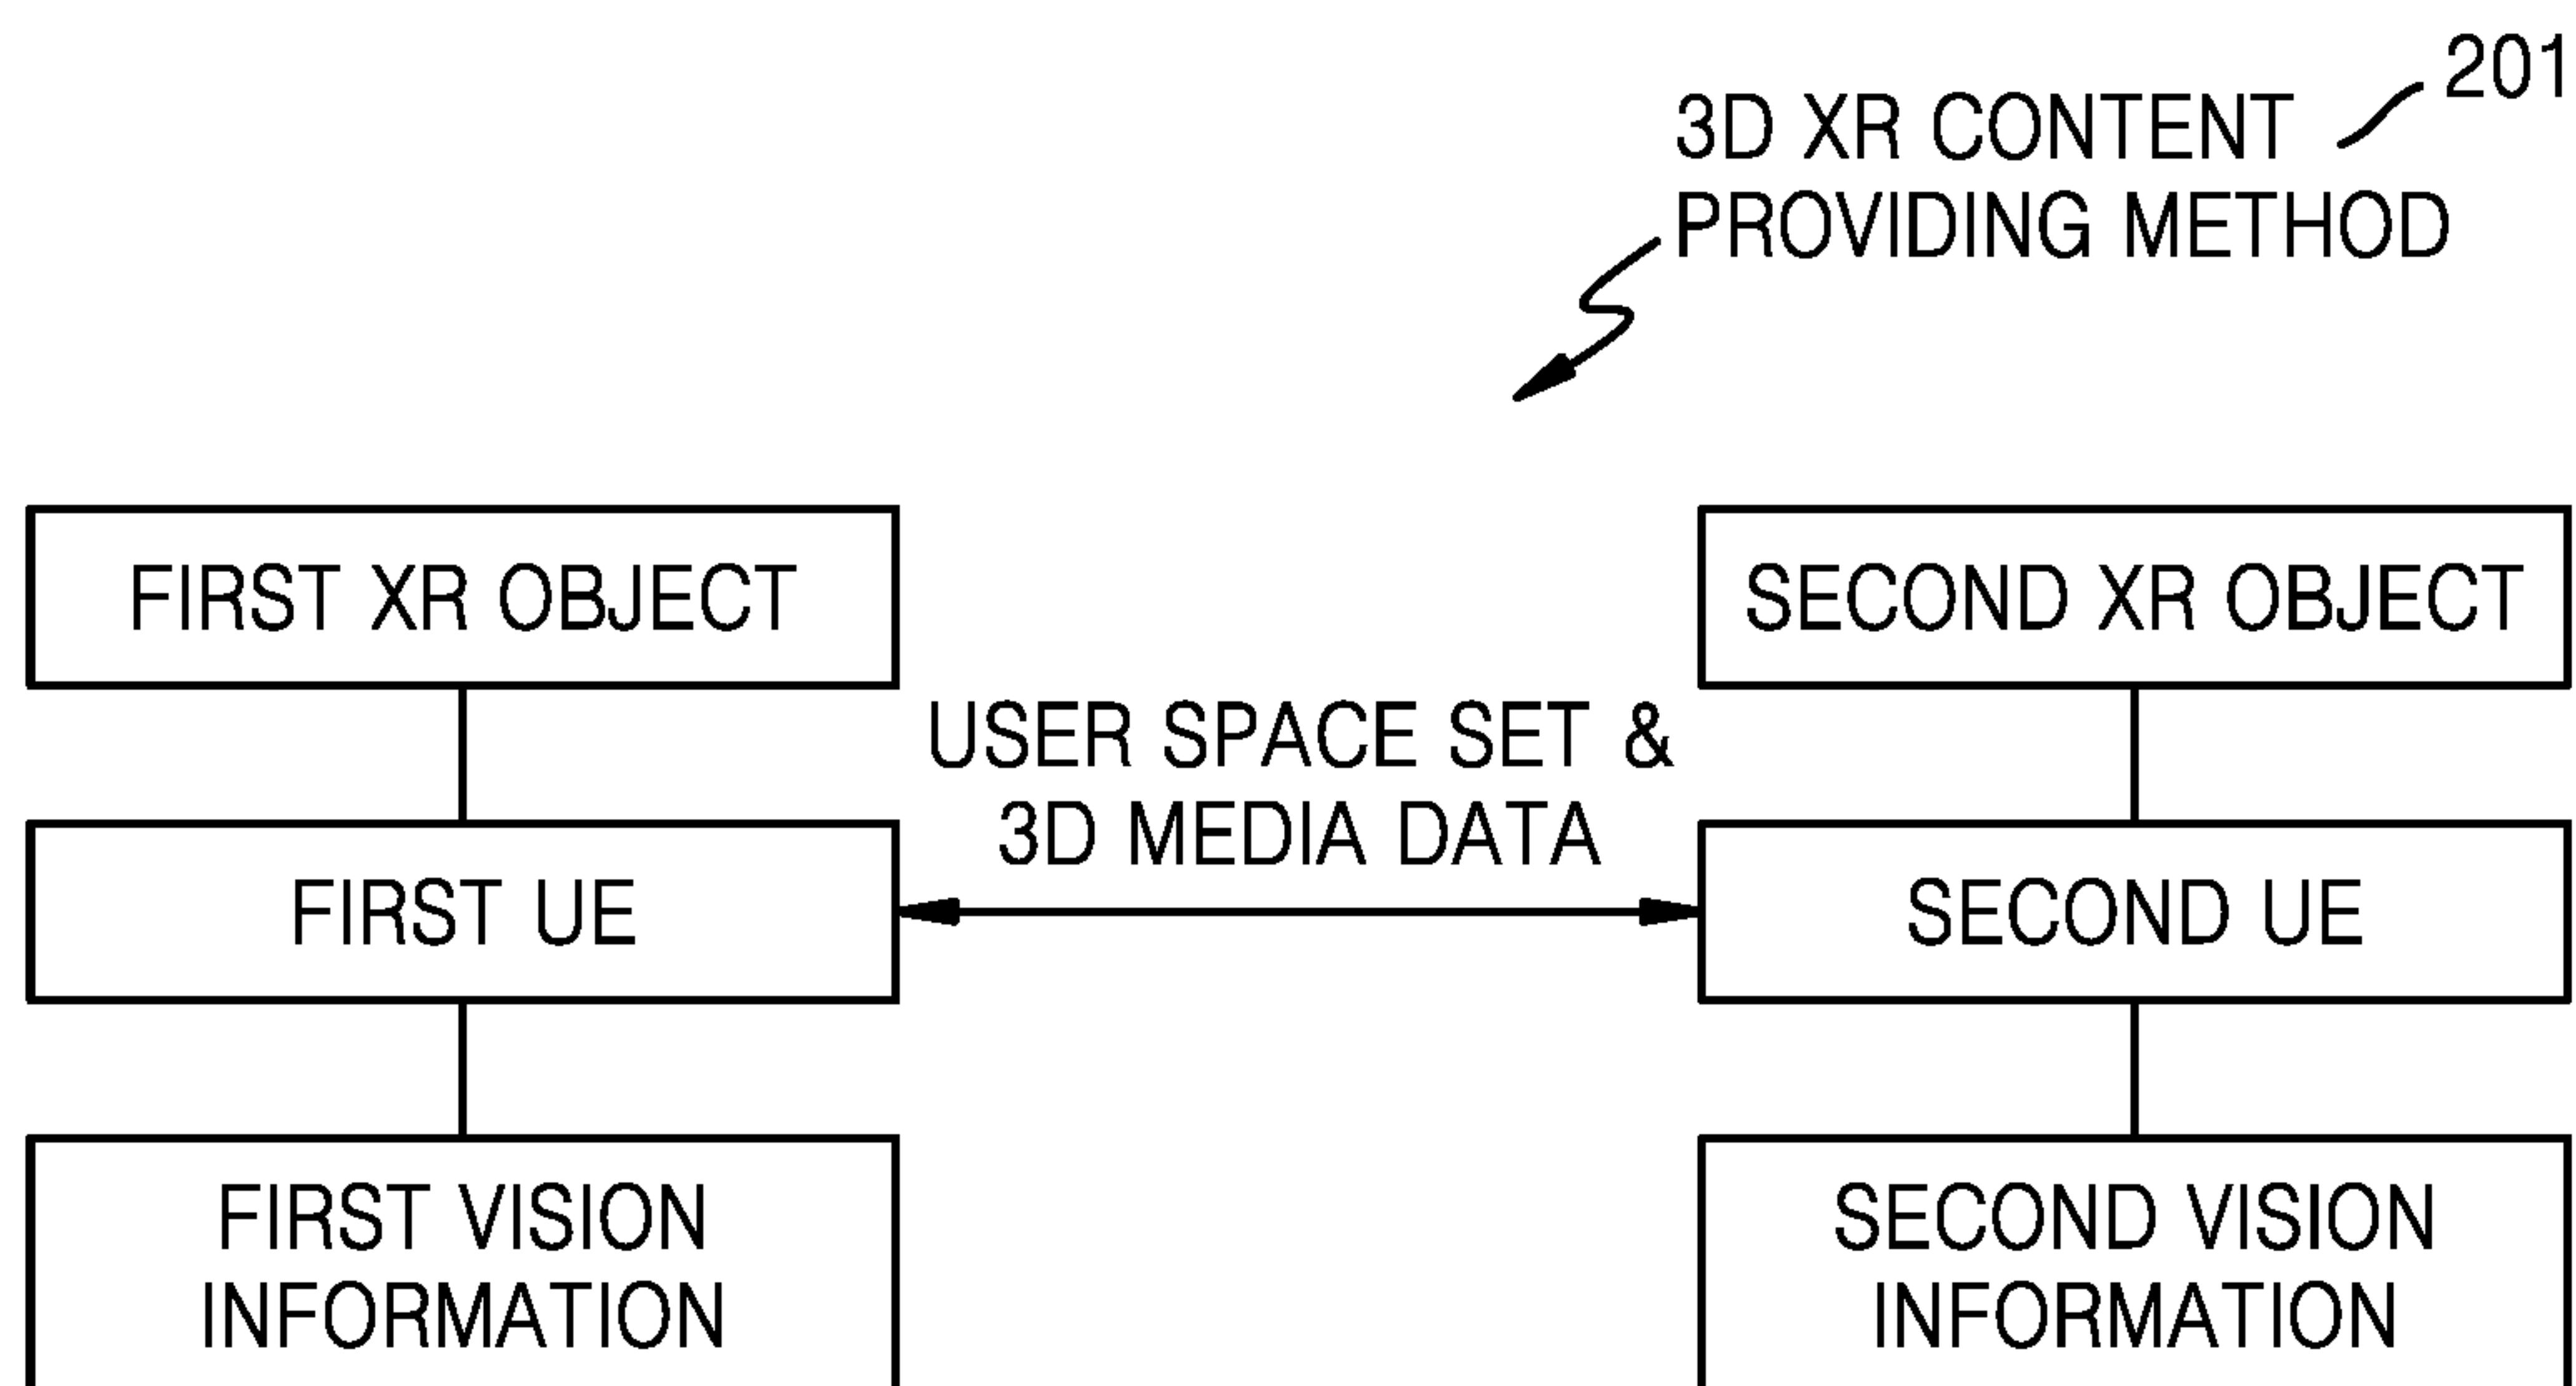 201
3D XR CONTENT
PROVIDING METHOD
FIRST XR OBJECT
SECOND XR OBJECT
USER SPACE SET &
3D MEDIA DATA
FIRST UE
SECOND UE
FIRST VISION
INFORMATION
SECOND VISION
INFORMATION